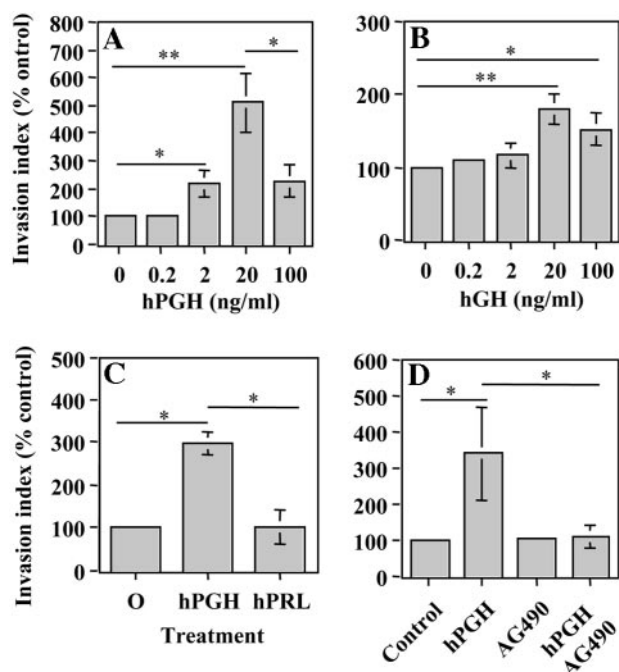 A
Invasion index (% ontrol)
800
700
600
500
400
300
200
100
0
**
*
*
0 0.2 2 20 100
hPGH (ng/ml)
B
300
200
100
0
*
**
0 0.2 2 20 100
hGH (ng/ml)
C
Invasion index (% control)
500
400
300
200
100
0
*
*
O hPGH hPRL
Treatment
D
600
500
400
300
200
100
0
*
*
Control
hPGH
AG490
hPGH
AG490